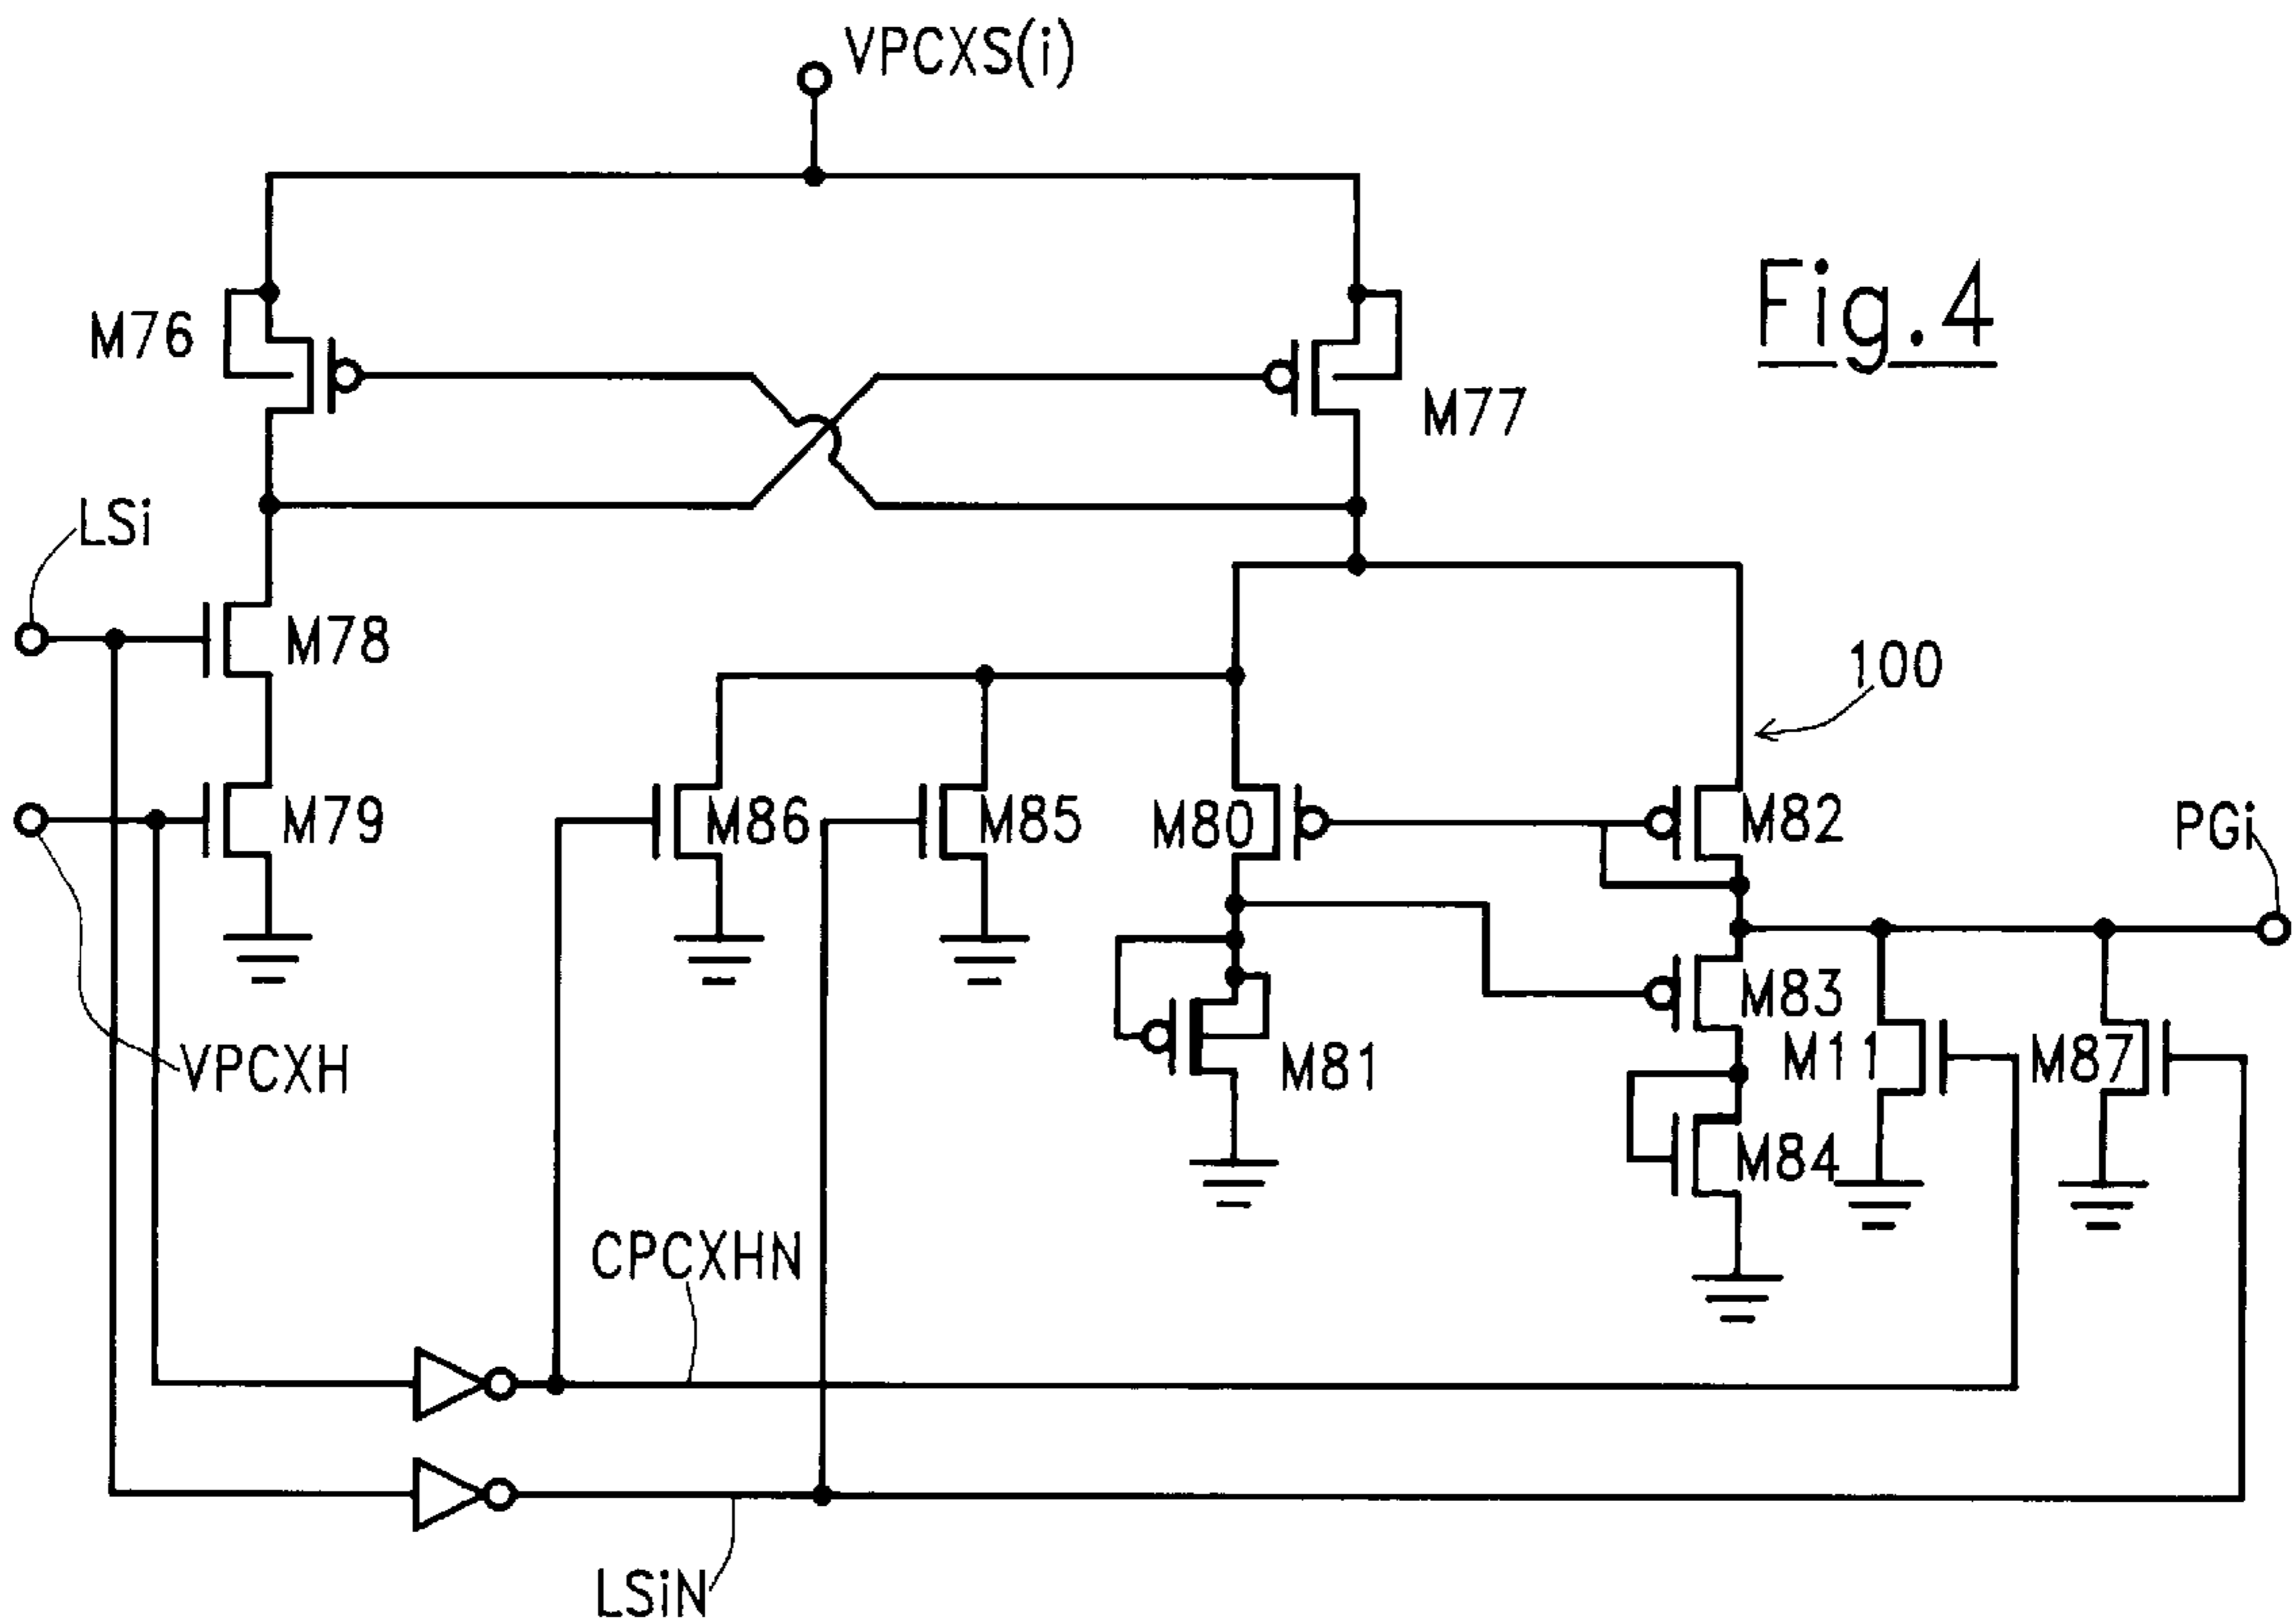 VPCXS(i)
Fig.4
M76
M77
LSi
M78
100
M79
M86
M85
M80
M82
PGi
M83
VPCXH
M81
M11
M87
M84
CPCXHN
LSiN